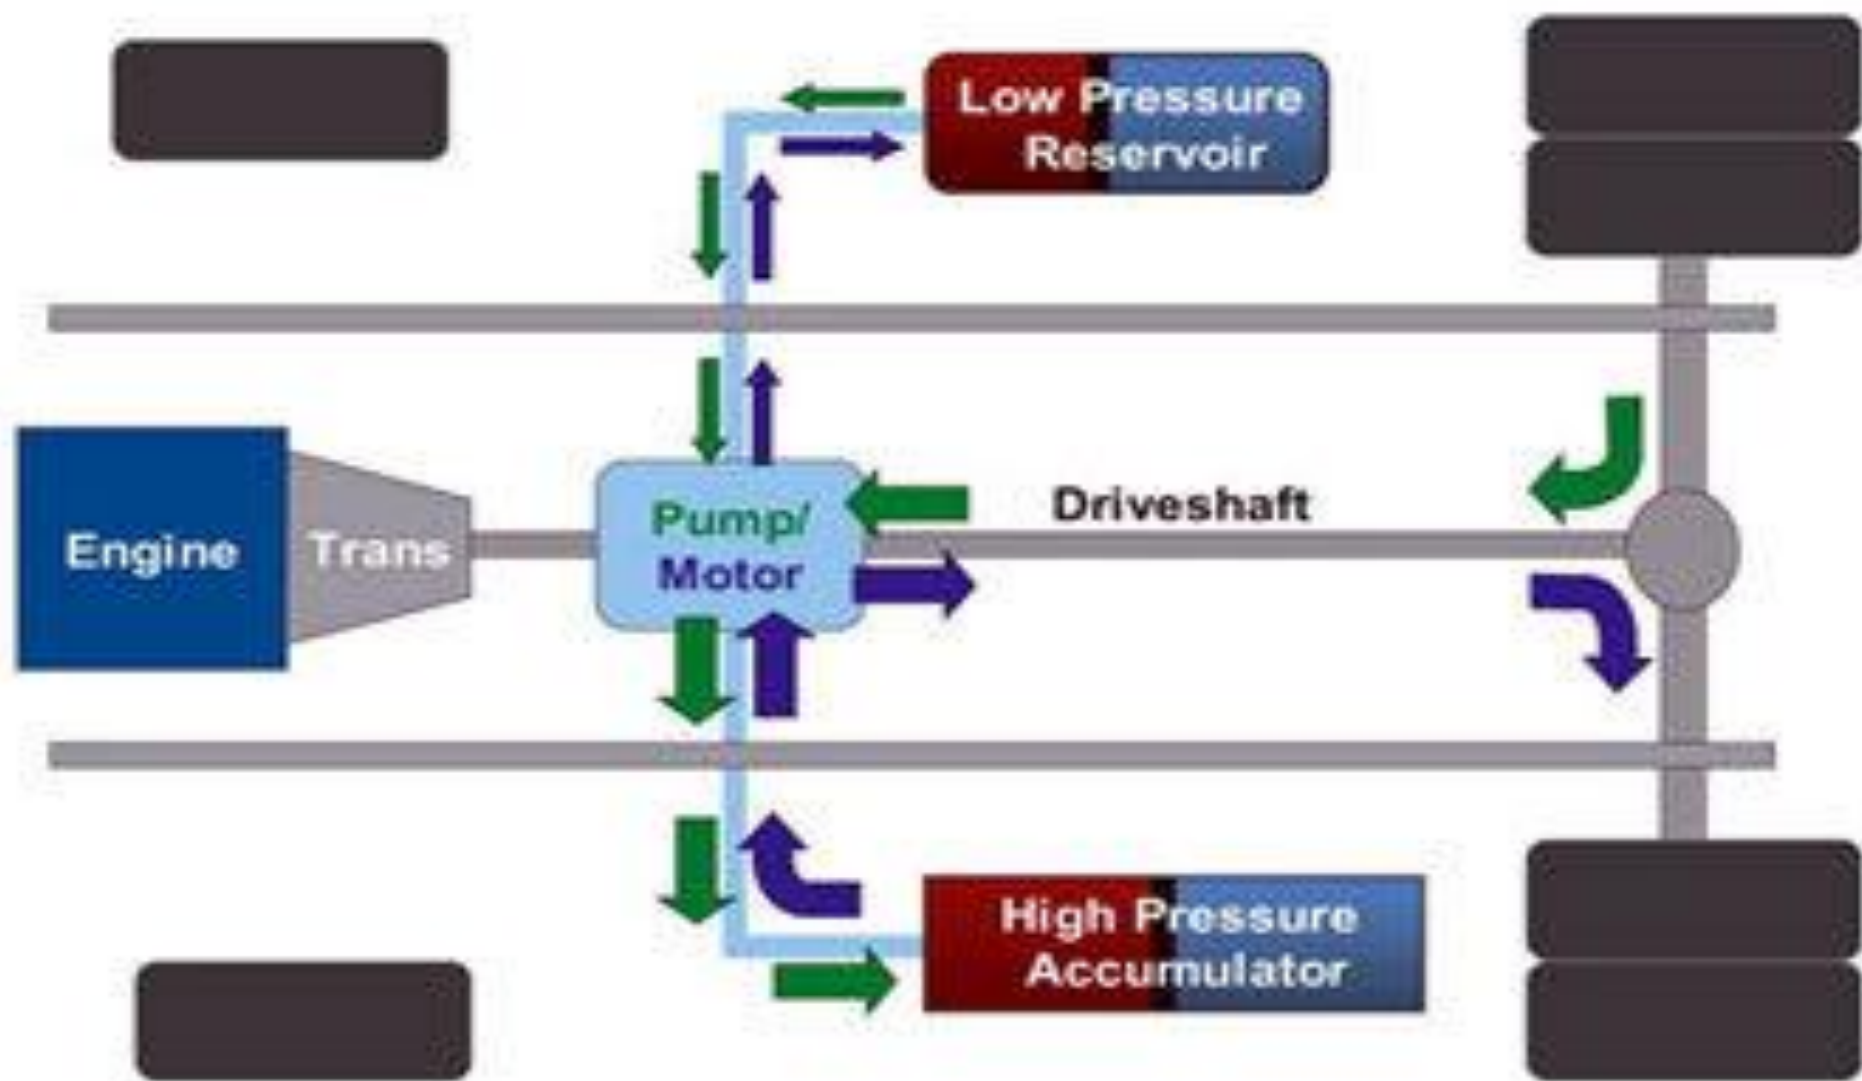 Low Pressure
Reservoir
Engine
Trans
Pump/
Motor
Driveshaft
High Pressure
Accumulator